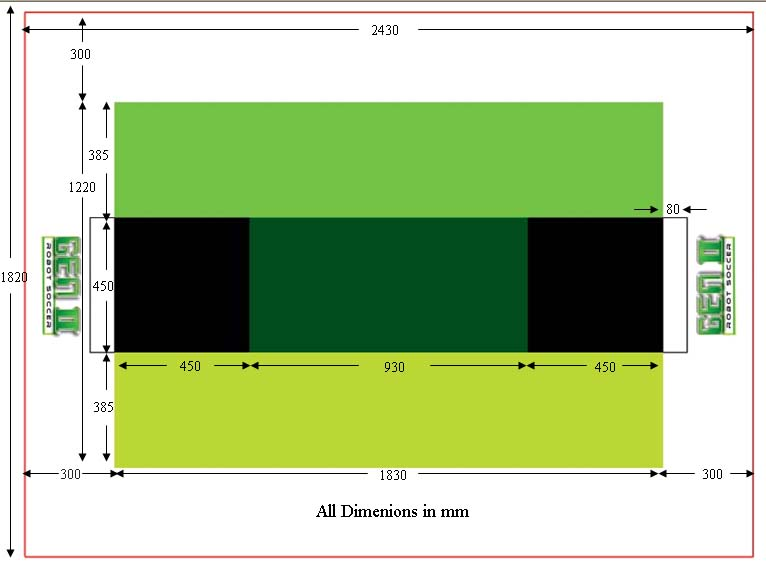 2430
300
385
1220
80
1820
450
GEN II
ROBOT SOCCER
GEN II
ROBOT SOCCER
450
930
450
385
300
1830
300
All Dimenions in mm